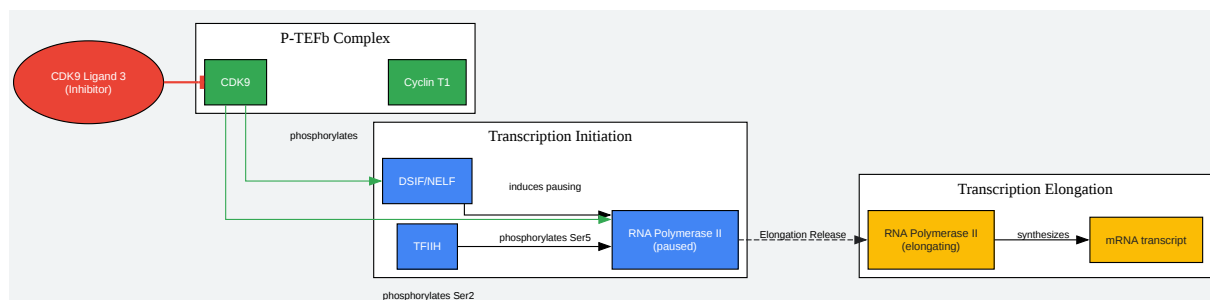 P-TEFb Complex
CDK9 Ligand 3
(Inhibitor)
CDK9
Cyclin T1
phosphorylates
Transcription Initiation
DSIF/NELF
induces pausing
TFIIH
phosphorylates Ser5
RNA Polymerase II
(paused)
Elongation Release
Transcription Elongation
RNA Polymerase II
(elongating)
synthesizes
mRNA transcript
phosphorylates Ser2